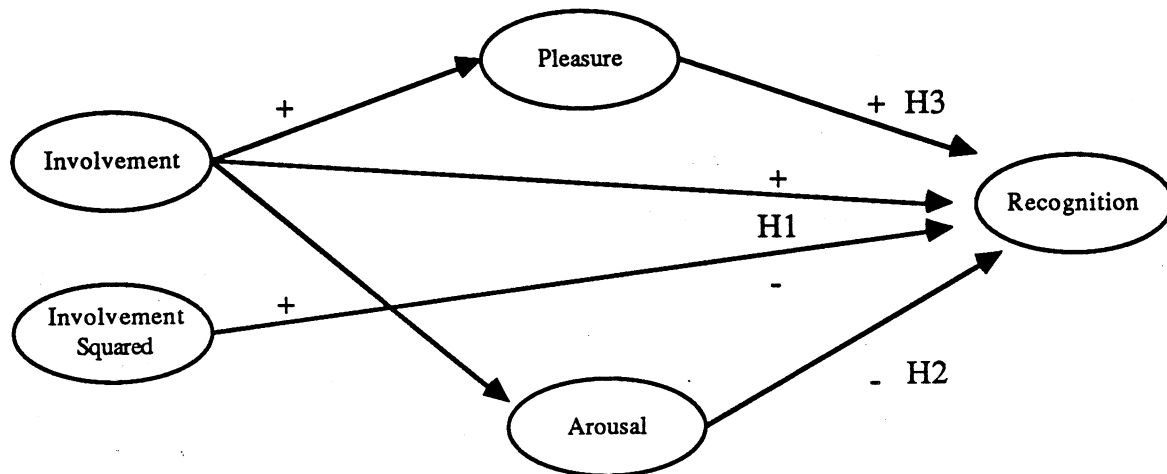 Pleasure
+
+ H3
Involvement
+
Recognition
H1
+
-
Involvement
Squared
- H2
Arousal